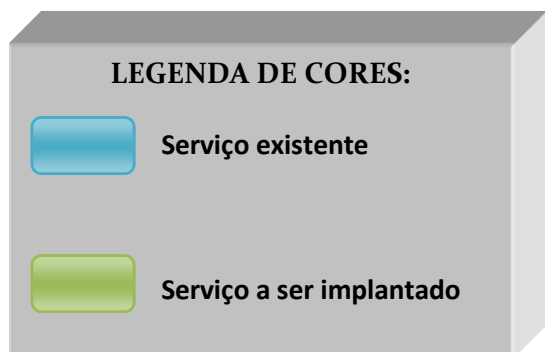 LEGENDA DE CORES:
Serviço existente
Serviço a ser implantado